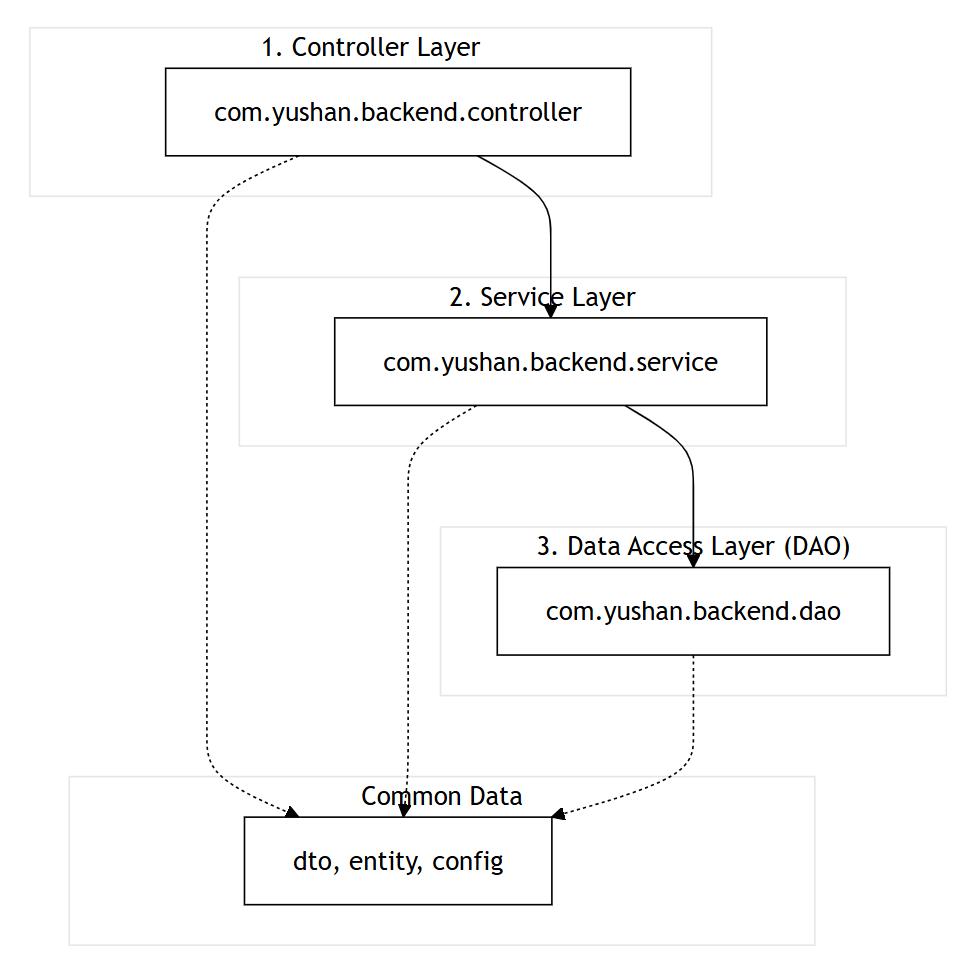 1. Controller Layer
com.yushan.backend.controller
2. Service Layer
com.yushan.backend.service
3. Data Access Layer (DAO)
com.yushan.backend.dao
Common Data
dto, entity, config